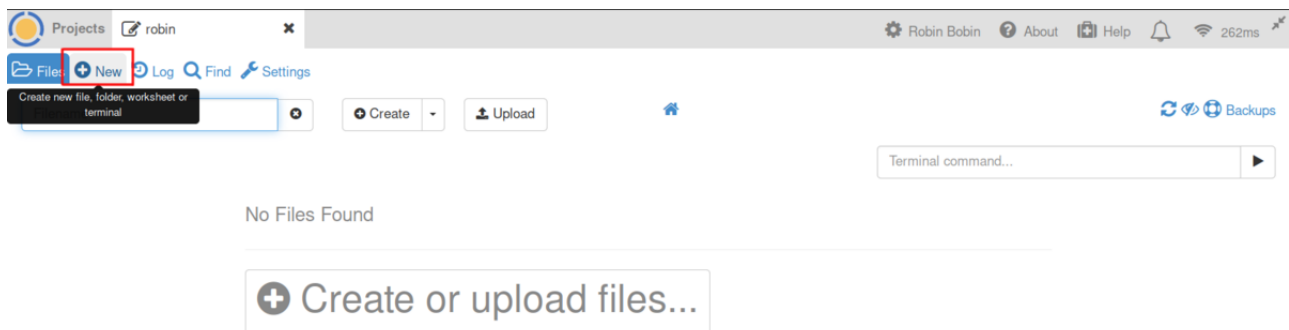 Projects robin Robin Bobin About Help 262ms
Files New Log Find Settings
Create new file, folder, worksheet or
terminal
Create Upload Backups
Terminal command...
No Files Found
Create or upload files...